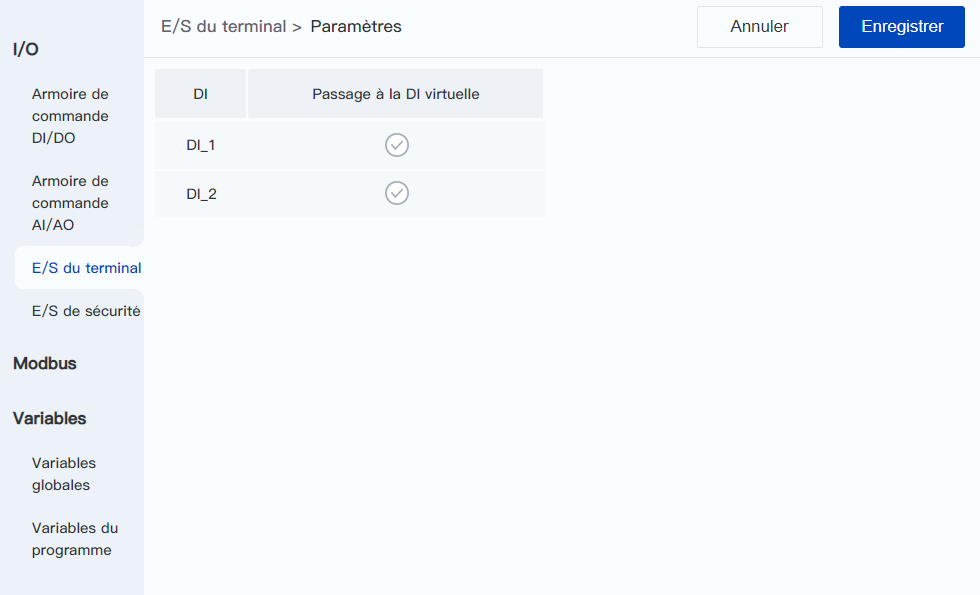 I/O
Armoire de
commande
DI/DO
Armoire de
commande
AI/AO
E/S du terminal
E/S de sécurité
Modbus
Variables
Variables
globales
Variables du
programme
E/S du terminal > Paramètres
Annuler
Enregistrer
DI Passage à la DI virtuelle
DI_1
DI_2